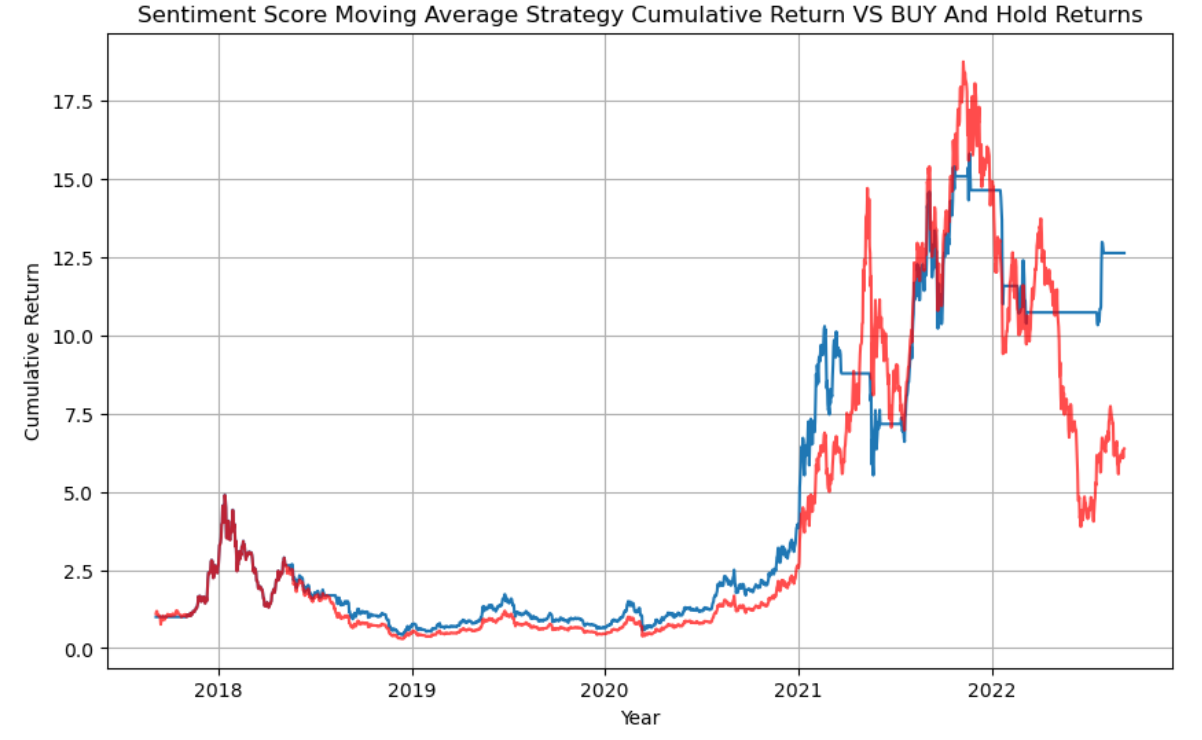 Sentiment Score Moving Average Strategy Cumulative Return VS BUY And Hold Returns
17.5
15.0
12.5
10.0
7.5
5.0
2.5
0.0
Cumulative Return
2018 2019 2020 2021 2022
Year